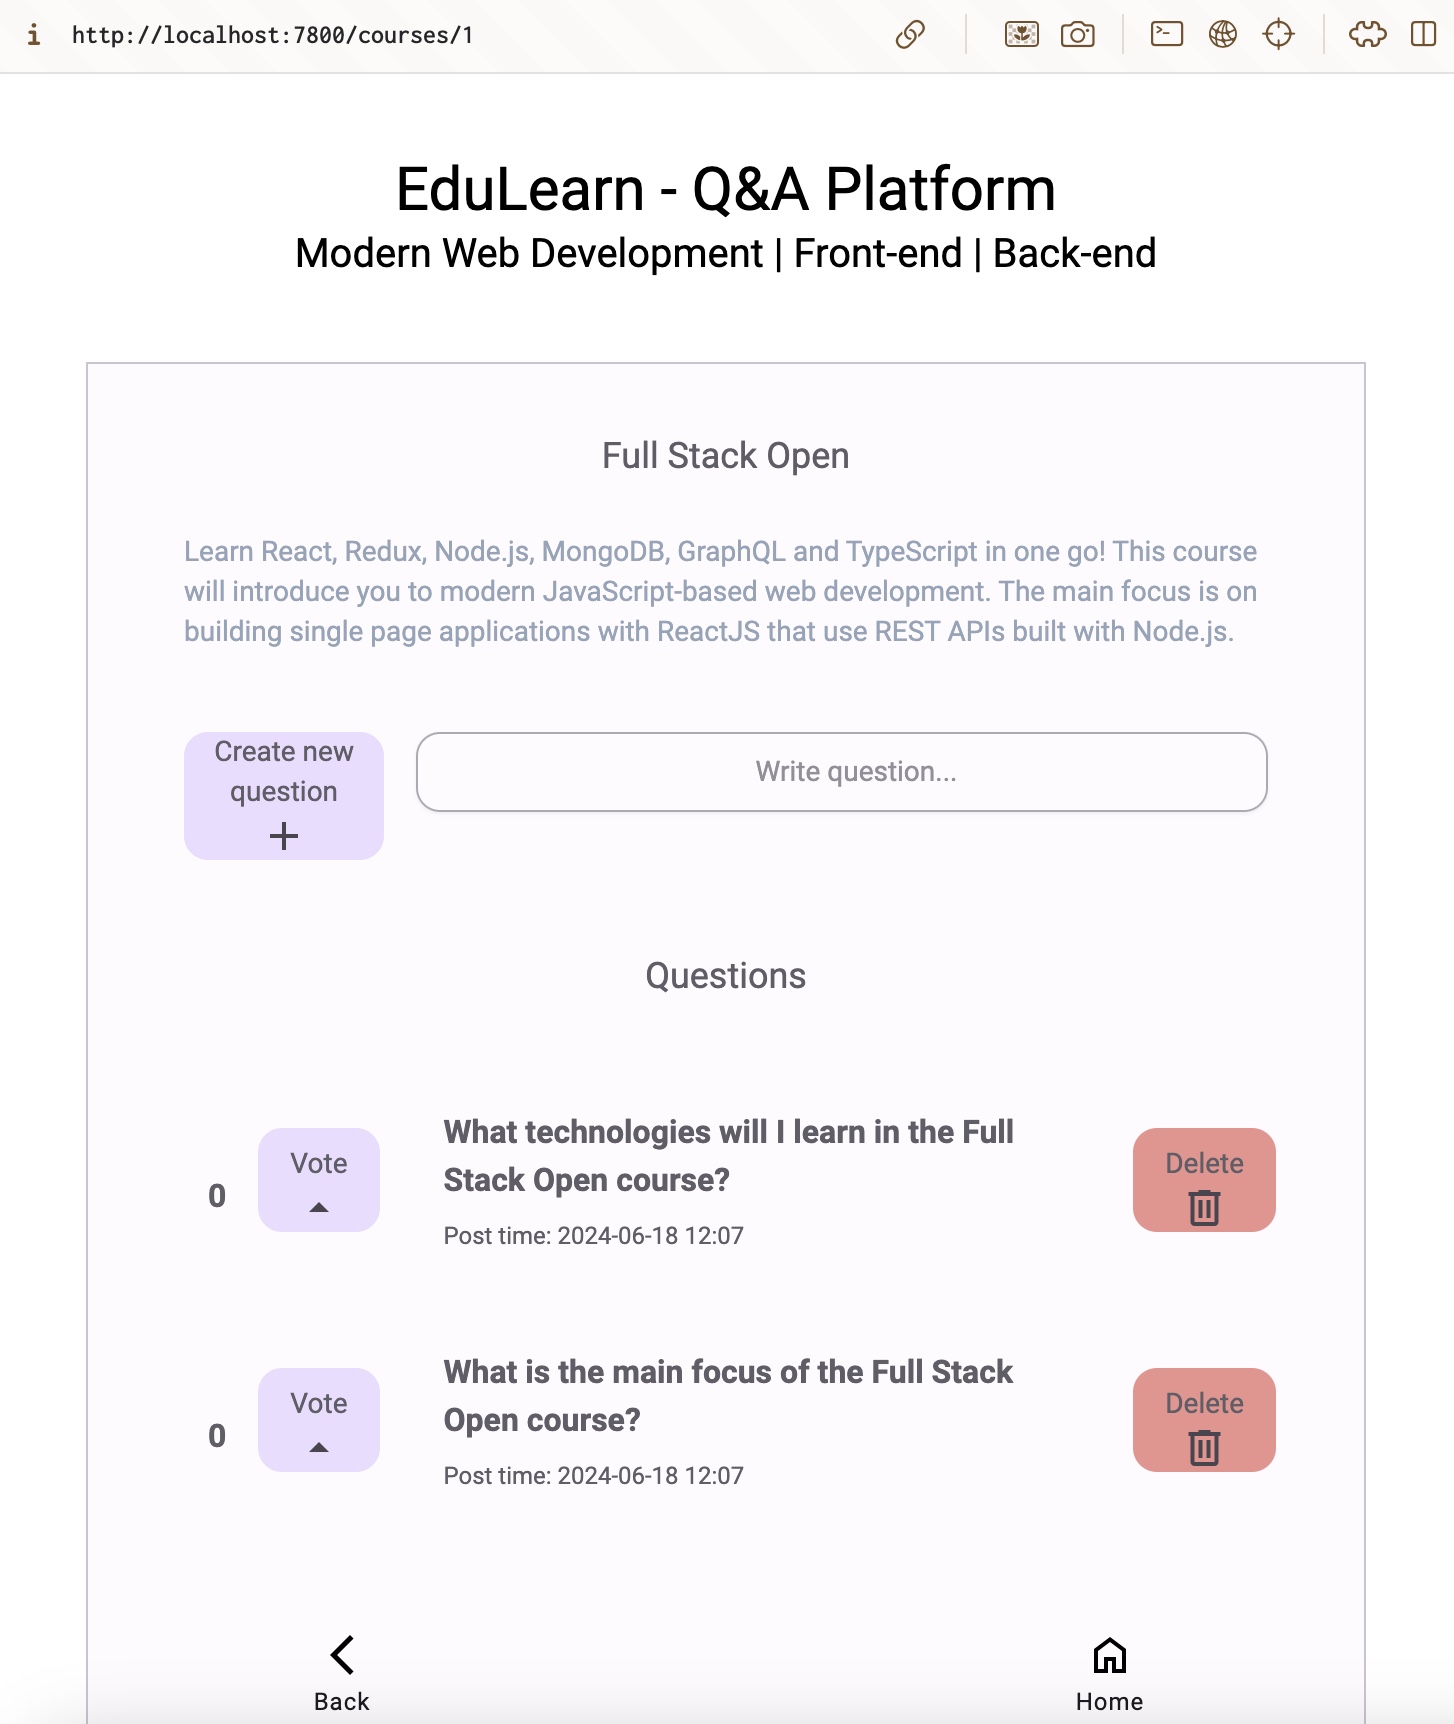 http://localhost:7800/courses/1
EduLearn - Q&A Platform
Modern Web Development | Front-end | Back-end
Full Stack Open
Learn React, Redux, Node.js, MongoDB, GraphQL and TypeScript in one go! This course
will introduce you to modern JavaScript-based web development. The main focus is on
building single page applications with ReactJS that use REST APIs built with Node.js.
Create new
question
Write question...
Questions
0
Vote
What technologies will I learn in the Full
Stack Open course?
Post time: 2024-06-18 12:07
Delete
0
Vote
What is the main focus of the Full Stack
Open course?
Post time: 2024-06-18 12:07
Delete
Back
Home